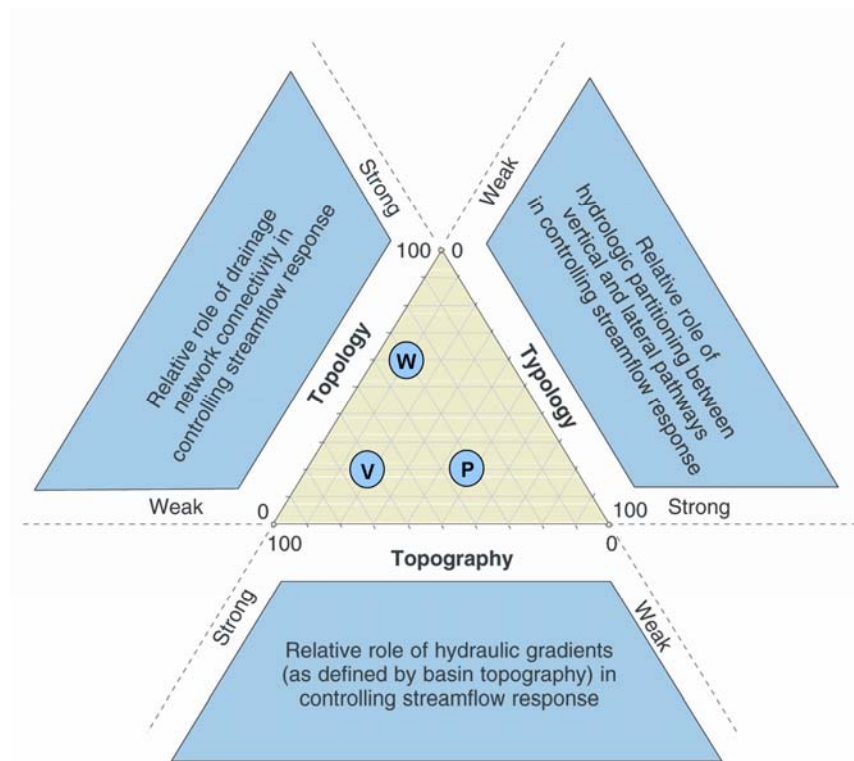 Strong
Weak
Relative role of drainage
network connectivity in
controlling streamflow response
Relative role of
hydrologic partitioning between
vertical and lateral pathways
in controlling streamflow response
100
0
Topology
Typology
W
V
P
Weak
0
100
Strong
100
0
Topography
Strong
Weak
Relative role of hydraulic gradients
(as defined by basin topography) in
controlling streamflow response